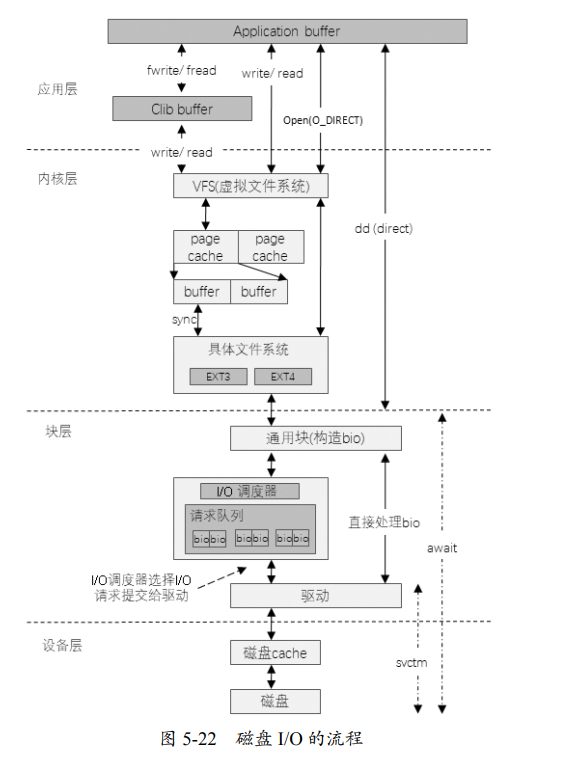 Application buffer
fwrite/ fread
write/ read
应用层
Clib buffer
Open(O_DIRECT)
write/ read
内核层
VFS(虚拟文件系统)
dd (direct)
page
cache
page
cache
buffer
buffer
sync
具体文件系统
EXT3
EXT4
块层
通用块(构造bio)
I/O 调度器
请求队列
bio
bio
bio
bio
bio
bio
直接处理bio
await
I/O调度器选择I/O
请求提交给驱动
驱动
设备层
磁盘cache
svctm
磁盘
图 5-22 磁盘 I/O 的流程